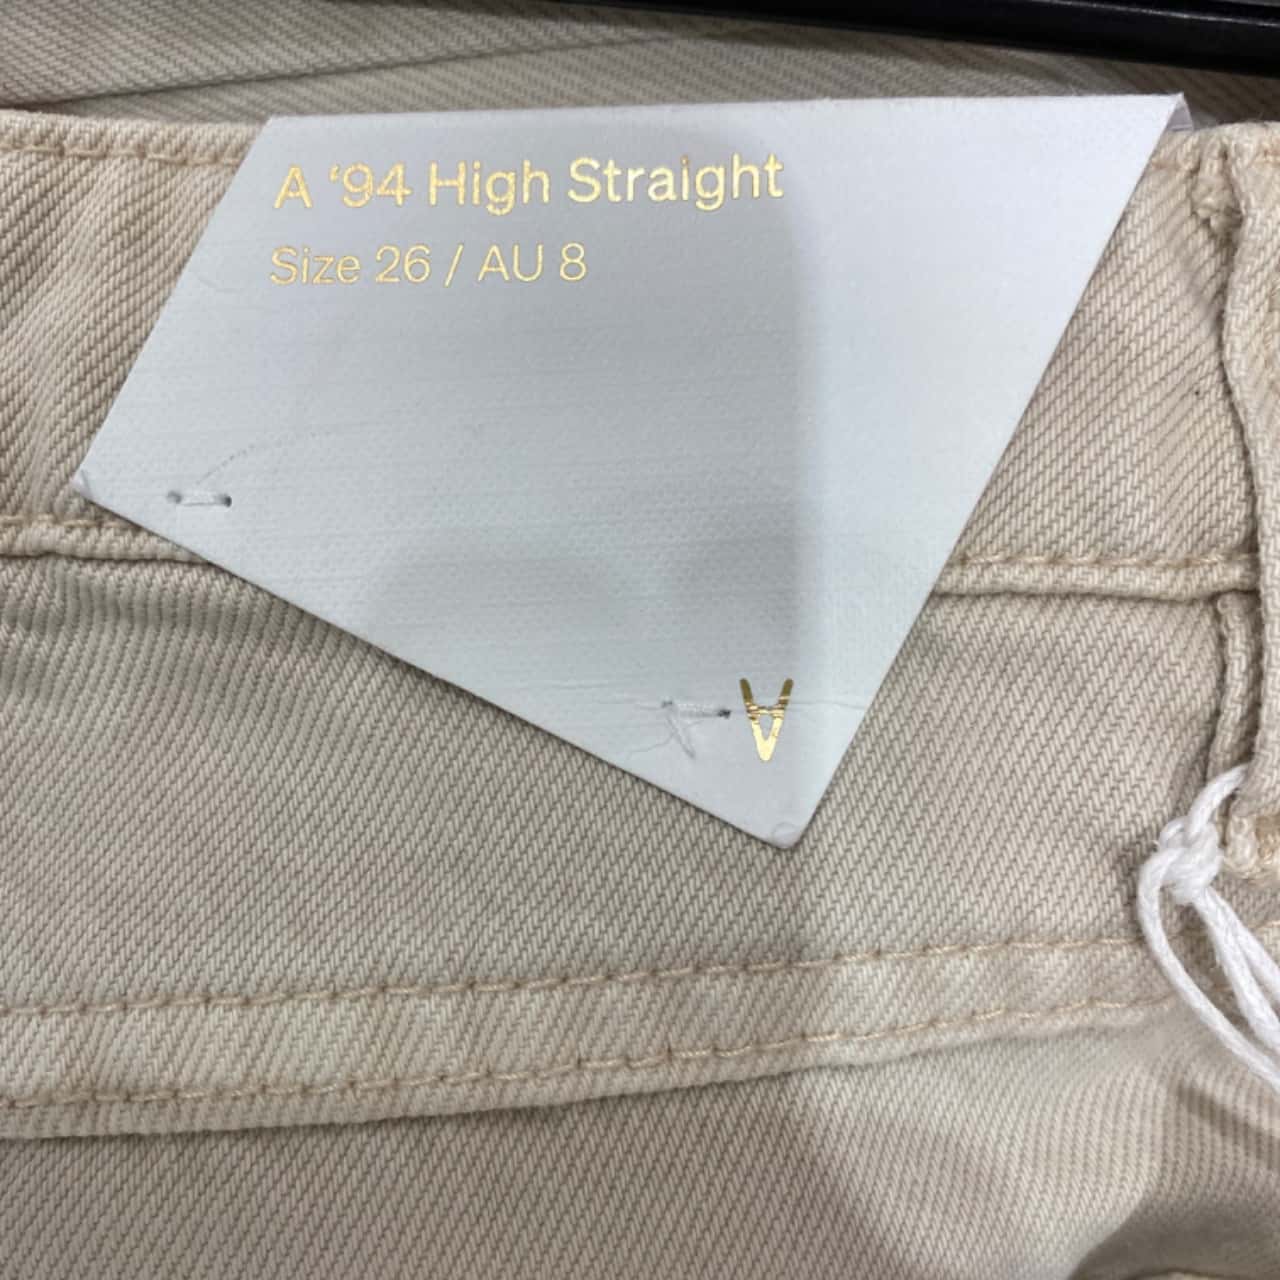 A ‘94 High Straight
Size 26 / AU 8
A